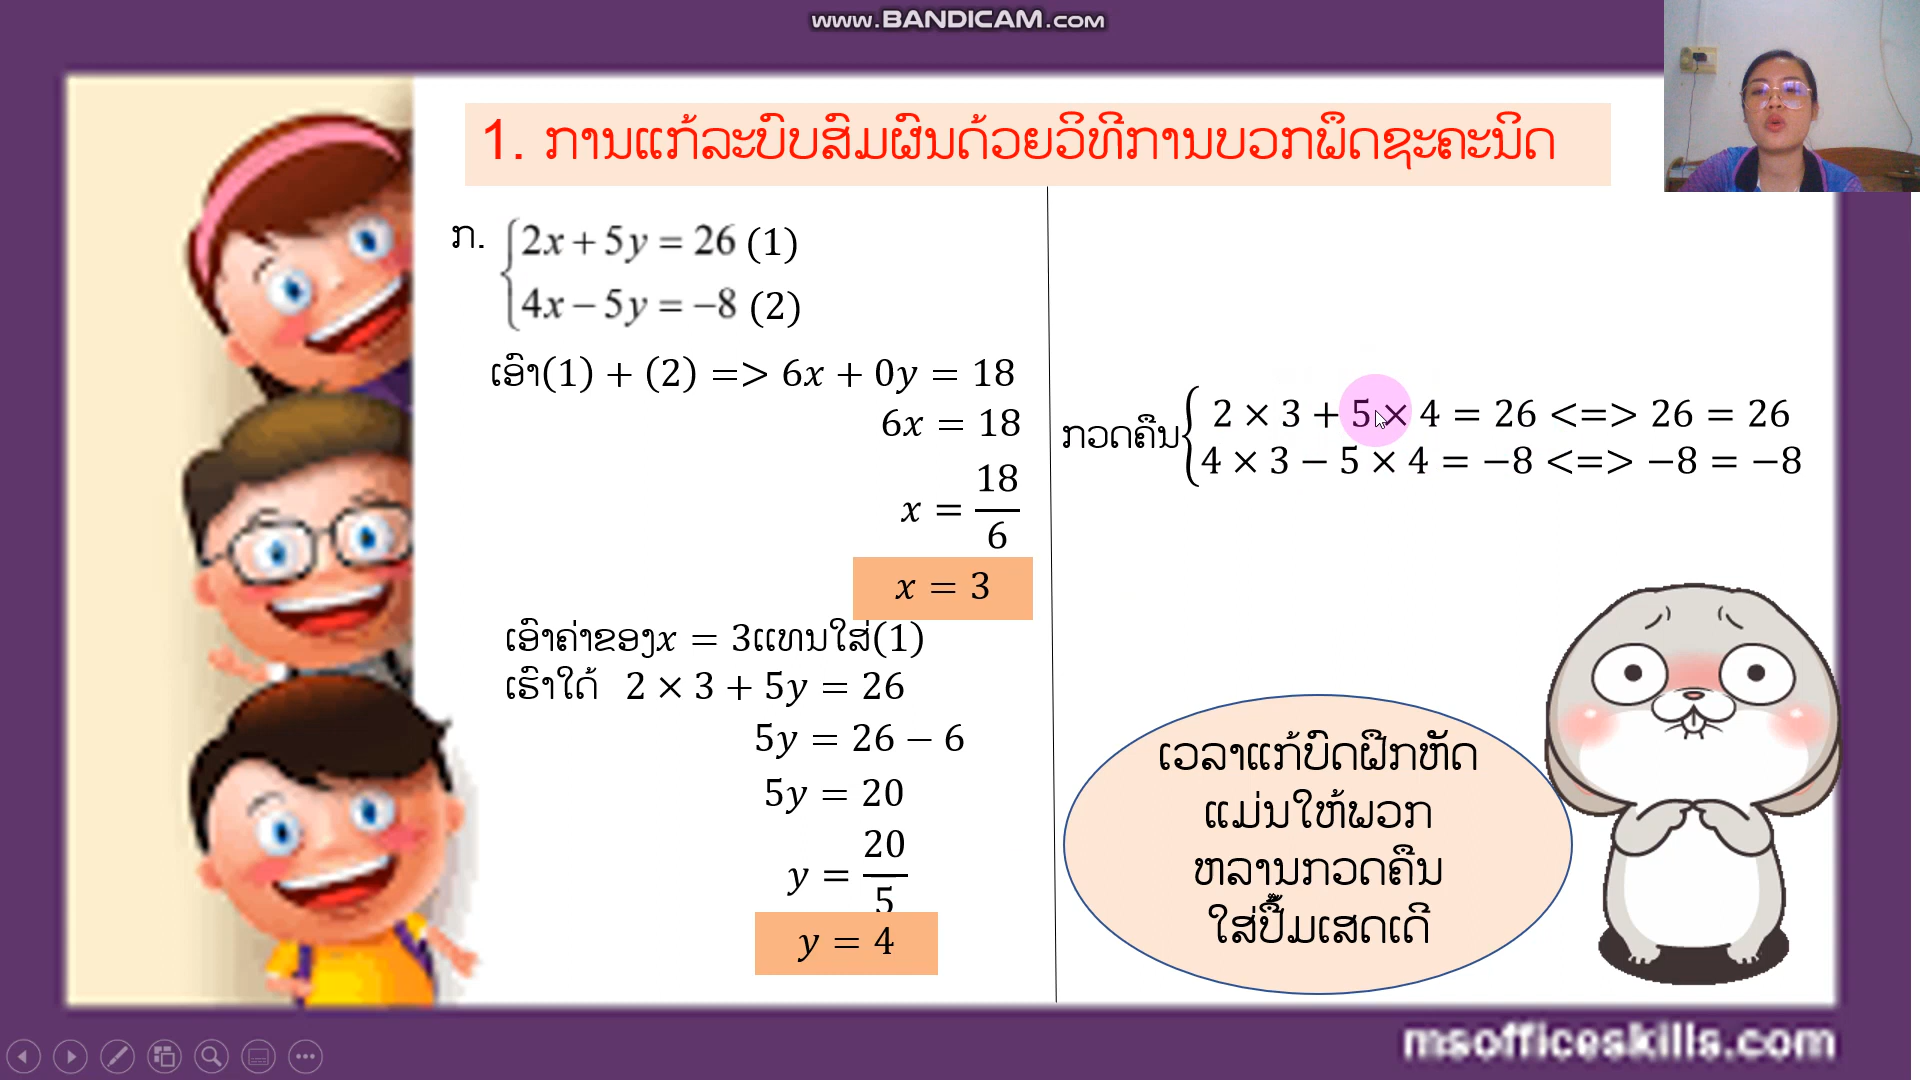 www.BANDICAM.com
1. ການແກ້ລະບົບສົມຜົນດ້ວຍວິທີການບວກພຶດຊະຄະນິດ
ກ.
2x + 5y = 26 (1)
4x − 5y = −8 (2)
ເອົາ(1) + (2) => 6x + 0y = 18
6x = 18
x = 18/6
x = 3
ເອົາຄ່າຂອງx = 3ແທນໃສ່(1)
ເຮົາໃດ້ 2 × 3 + 5y = 26
5y = 26 − 6
5y = 20
y = 20/5
y = 4
ກວດຄືນ
2 × 3 + 5 × 4 = 26 <=> 26 = 26
4 × 3 − 5 × 4 = −8 <=> −8 = −8
ເວລາແກ້ບົດຝຶກຫັດ
ແມ່ນໃຫ້ພວກ
ຫລານກວດຄືນ
ໃສ່ປື້ມເສດເດີ
msofficeskills.com